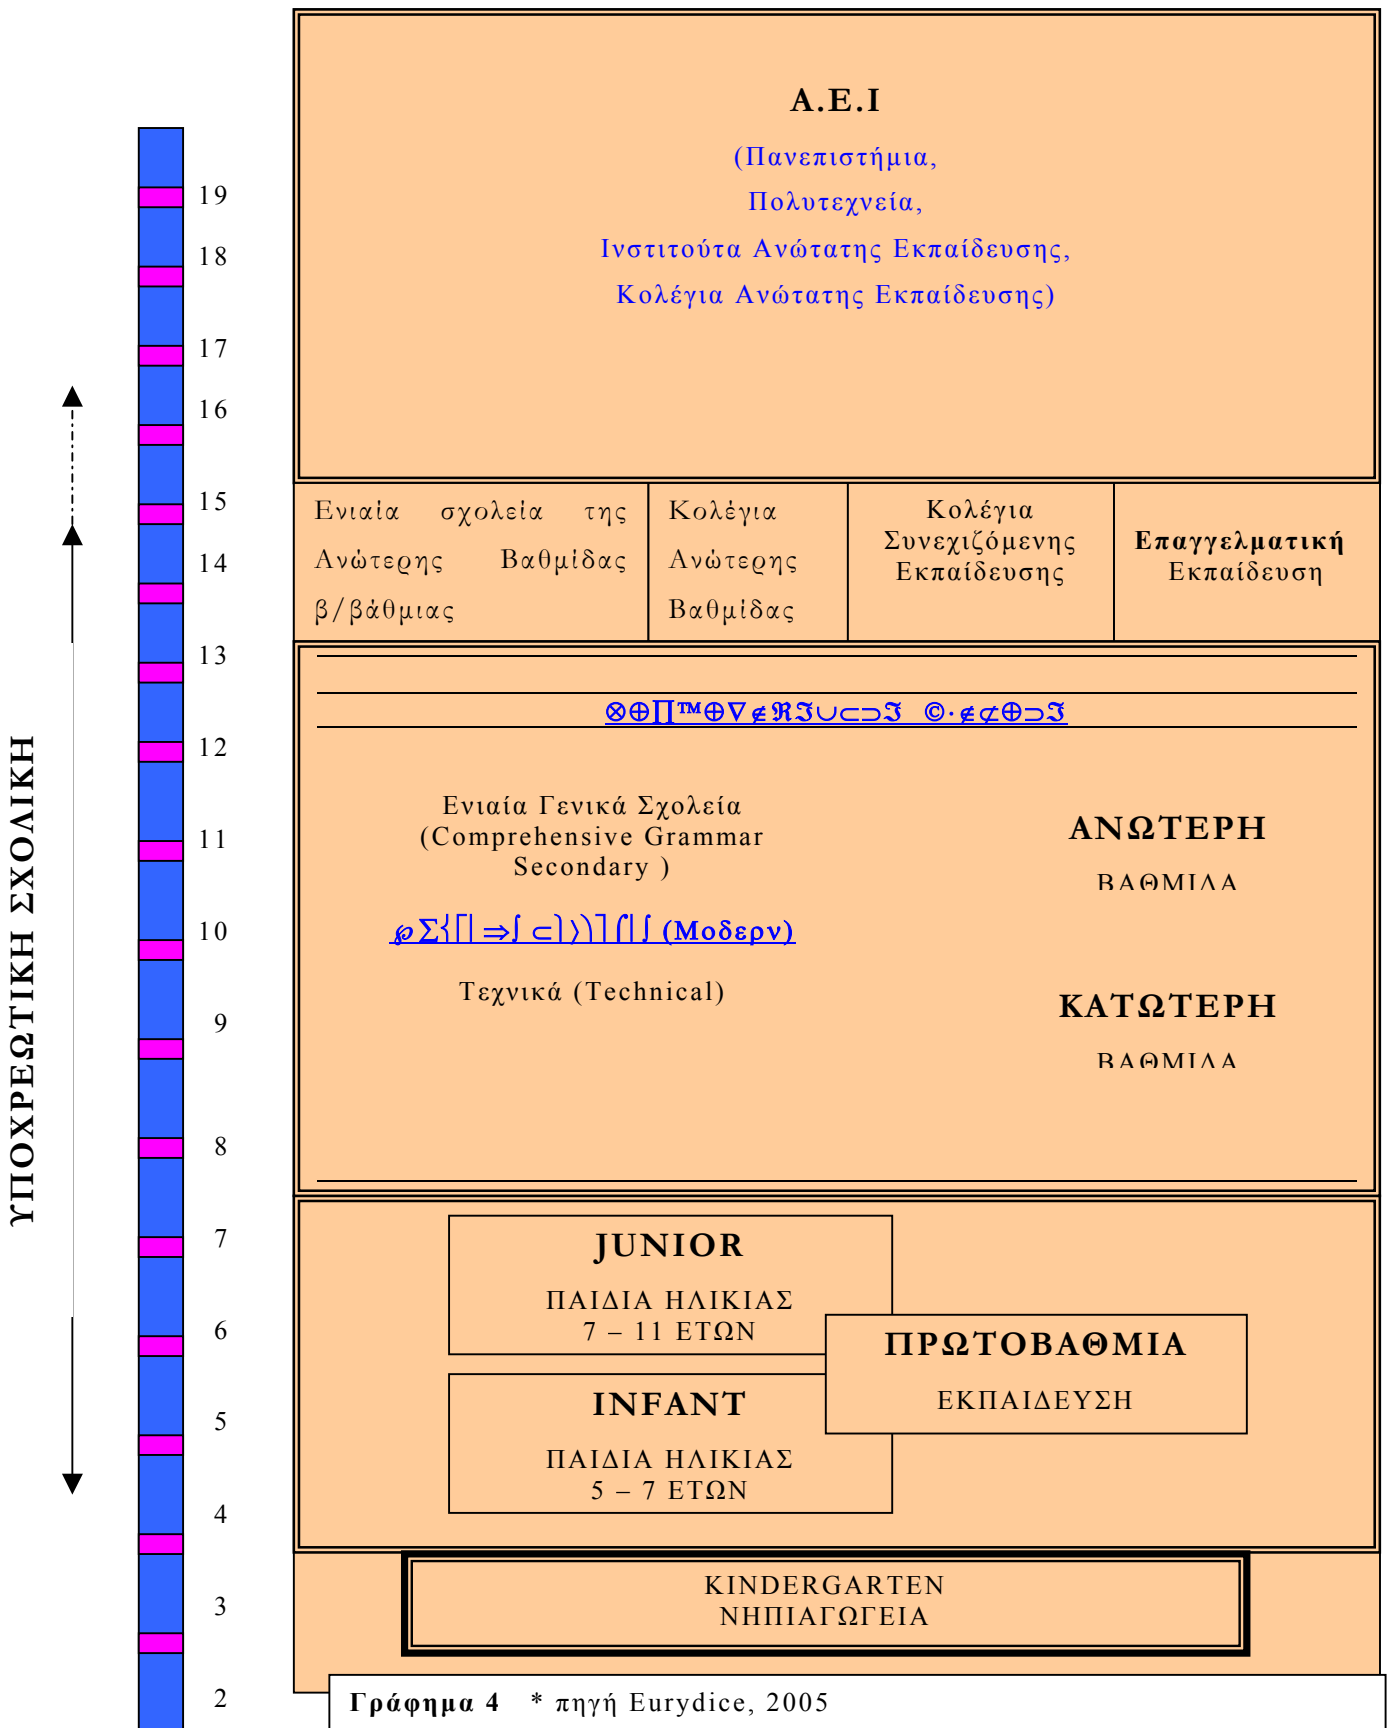 Α.Ε.Ι
(Πανεπιστήμια,
Πολυτεχνεία,
Ινστιτούτα Ανώτατης Εκπαίδευσης,
Κολέγια Ανώτατης Εκπαίδευσης)
19
18
17
16
15
14
13
12
11
10
9
8
7
6
5
4
3
2
ΥΠΟΧΡΕΩΤΙΚΗ ΣΧΟΛΙΚΗ
Ενιαία σχολεία της
Ανώτερης Βαθμίδας
β/βάθμιας
Κολέγια
Ανώτερης
Βαθμίδας
Κολέγια
Συνεχιζόμενης
Εκπαίδευσης
Επαγγελματική
Εκπαίδευση
⊗⊕∏™⊕∇∉ℜℑ∪⊂⊃ℑ ©·∉⊄⊕⊃ℑ
Ενιαία Γενικά Σχολεία
(Comprehensive Grammar
Secondary )
(Μοδερν)
Τεχνικά (Technical)
ΑΝΩΤΕΡΗ
ΒΑΘΜΙΔΑ
ΚΑΤΩΤΕΡΗ
ΒΑΘΜΙΔΑ
JUNIOR
ΠΑΙΔΙΑ ΗΛΙΚΙΑΣ
7 – 11 ΕΤΩΝ
ΠΡΩΤΟΒΑΘΜΙΑ
ΕΚΠΑΙΔΕΥΣΗ
INFANT
ΠΑΙΔΙΑ ΗΛΙΚΙΑΣ
5 – 7 ΕΤΩΝ
KINDERGARTEN
ΝΗΠΙΑΓΩΓΕΙΑ
Γράφημα 4 * πηγή Eurydice, 2005